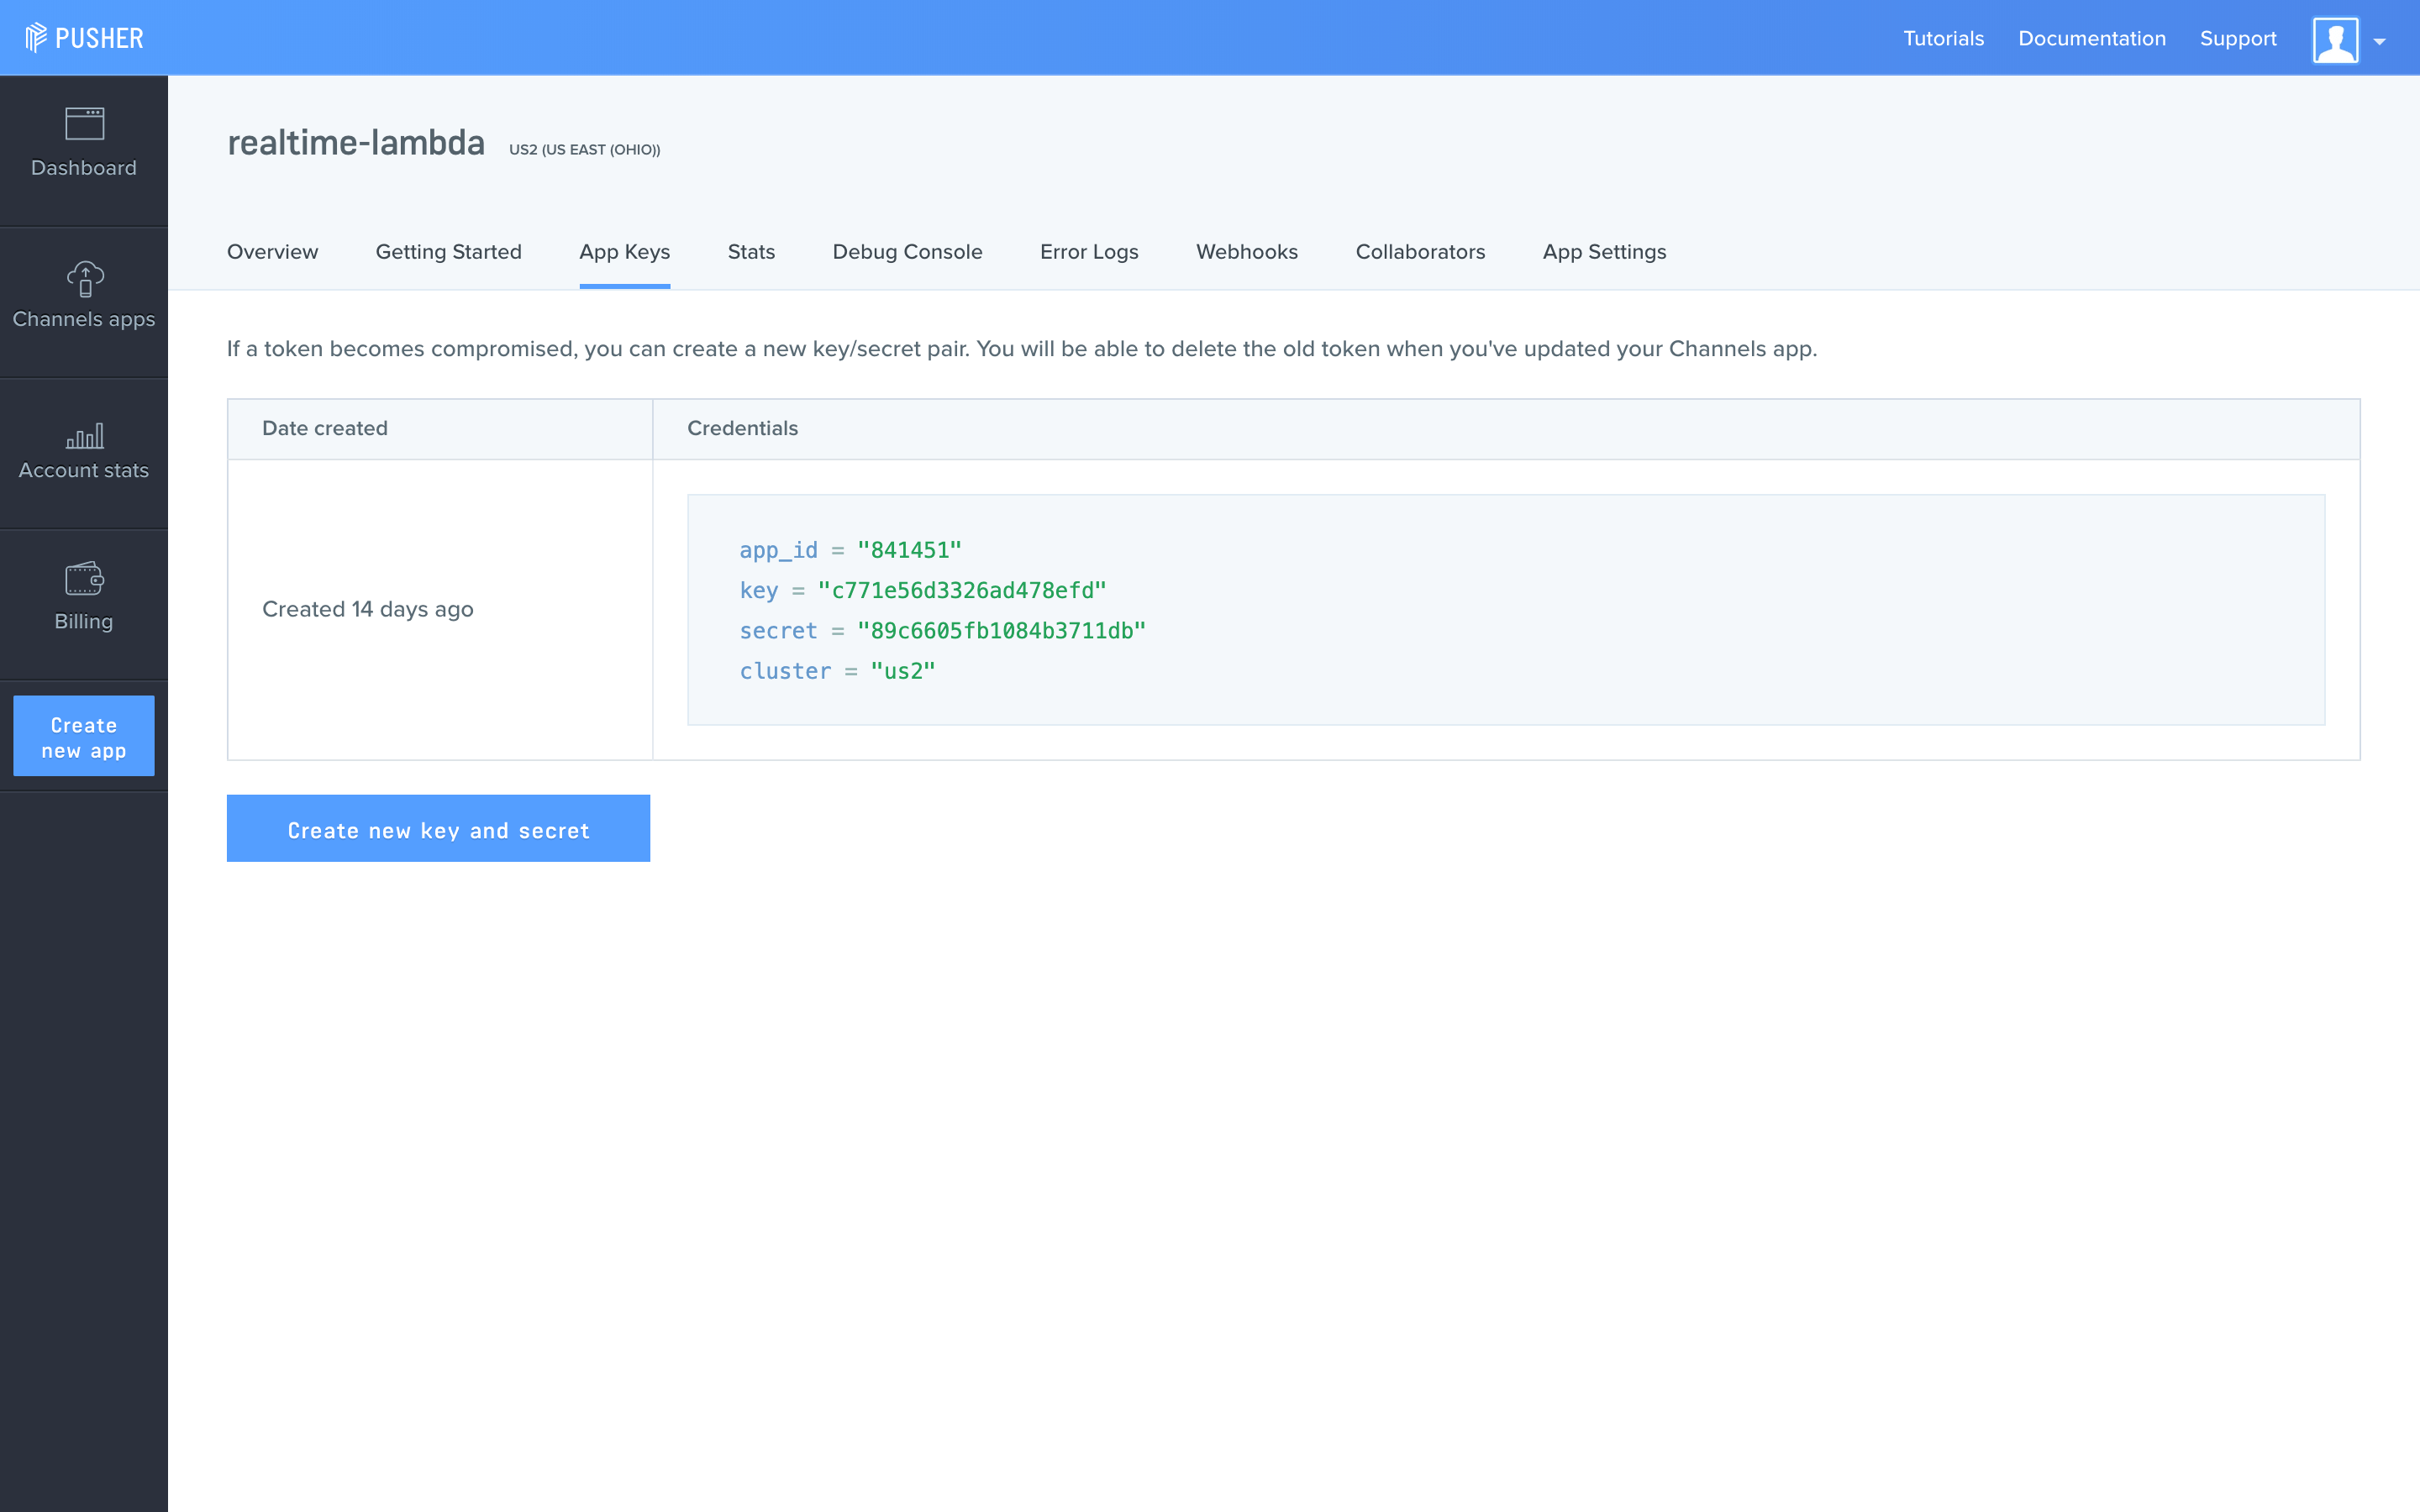 PUSHER
Tutorials
Documentation
Support
Dashboard
Channels apps
Account stats
Billing
Create
new app
realtime-lambda US2 (US EAST (OHIO))
Overview Getting Started App Keys Stats Debug Console Error Logs Webhooks Collaborators App Settings
If a token becomes compromised, you can create a new key/secret pair. You will be able to delete the old token when you've updated your Channels app.
Date created Credentials
Created 14 days ago
app_id = "841451"
key = "c771e56d3326ad478efd"
secret = "89c6605fb1084b3711db"
cluster = "us2"
Create new key and secret